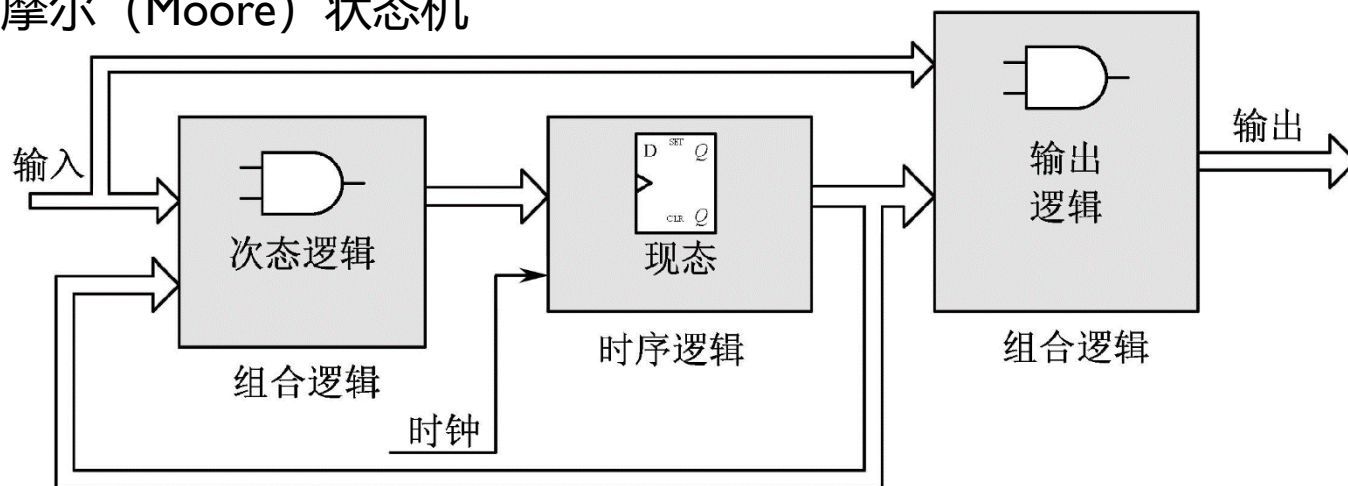 摩尔（Moore）状态机
输入
次态逻辑
组合逻辑
时钟
D SET Q
CLR Q
现态
时序逻辑
输出
逻辑
组合逻辑
输出